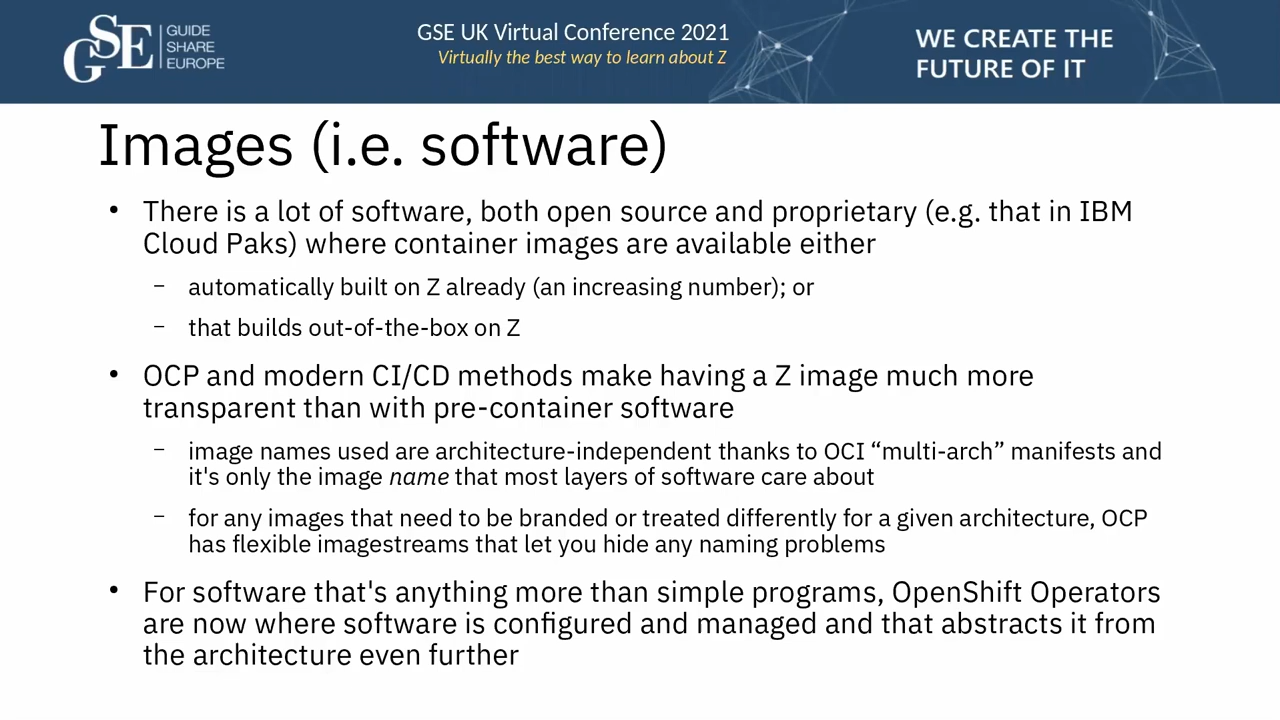 GSE
GUIDE
SHARE
EUROPE
GSE UK Virtual Conference 2021
Virtually the best way to learn about Z
WE CREATE THE
FUTURE OF IT
Images (i.e. software)
• There is a lot of software, both open source and proprietary (e.g. that in IBM
Cloud Paks) where container images are available either
– automatically built on Z already (an increasing number); or
– that builds out-of-the-box on Z
• OCP and modern CI/CD methods make having a Z image much more
transparent than with pre-container software
– image names used are architecture-independent thanks to OCI “multi-arch” manifests and
it's only the image name that most layers of software care about
– for any images that need to be branded or treated differently for a given architecture, OCP
has flexible imagestreams that let you hide any naming problems
• For software that's anything more than simple programs, OpenShift Operators
are now where software is configured and managed and that abstracts it from
the architecture even further